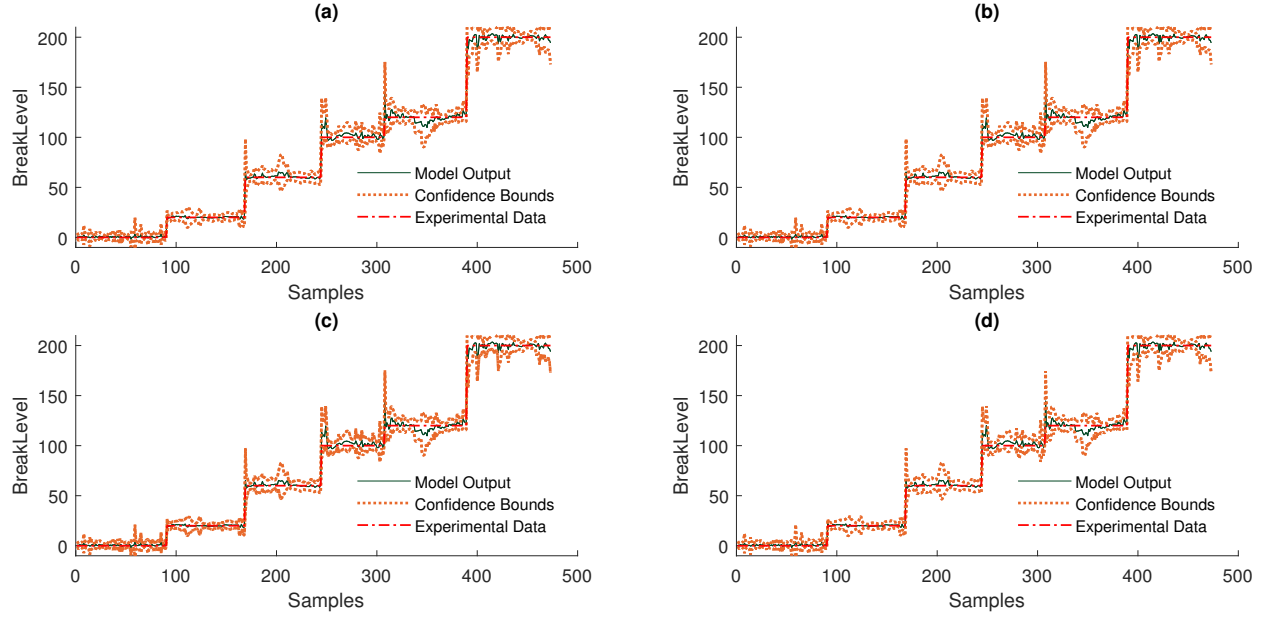 (a)
200
150
100
50
0
BreakLevel
Model Output
Confidence Bounds
Experimental Data
0 100 200 300 400 500
Samples
(b)
200
150
100
50
0
BreakLevel
Model Output
Confidence Bounds
Experimental Data
0 100 200 300 400 500
Samples
(c)
200
150
100
50
0
BreakLevel
Model Output
Confidence Bounds
Experimental Data
0 100 200 300 400 500
Samples
(d)
200
150
100
50
0
BreakLevel
Model Output
Confidence Bounds
Experimental Data
0 100 200 300 400 500
Samples